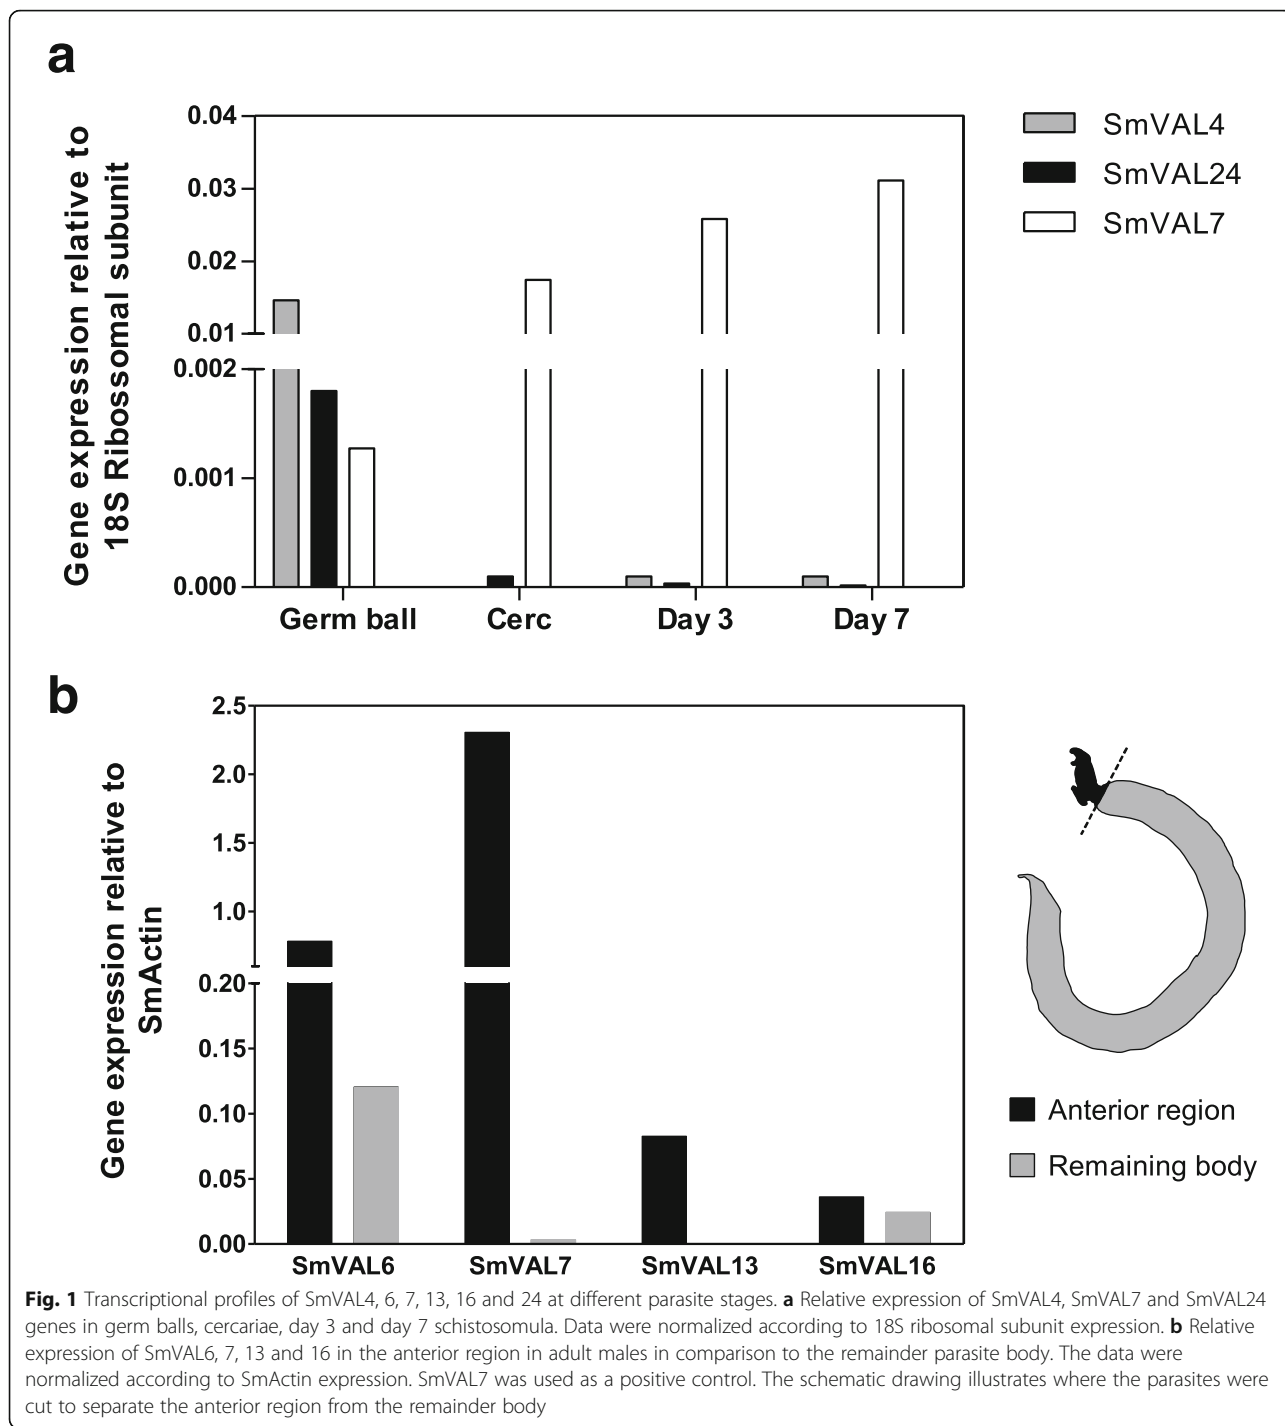 a
Gene expression relative to
18S Ribossomal subunit
0.04
0.03
0.02
0.01
0.002
0.001
0.000
Germ ball Cerc Day 3 Day 7
SmVAL4
SmVAL24
SmVAL7
b
Gene expression relative to
SmActin
2.5
2.0
1.5
1.0
0.20
0.15
0.10
0.05
0.00
SmVAL6 SmVAL7 SmVAL13 SmVAL16
Anterior region
Remaining body
Fig. 1 Transcriptional profiles of SmVAL4, 6, 7, 13, 16 and 24 at different parasite stages. a Relative expression of SmVAL4, SmVAL7 and SmVAL24
genes in germ balls, cercariae, day 3 and day 7 schistosomula. Data were normalized according to 18S ribosomal subunit expression. b Relative
expression of SmVAL6, 7, 13 and 16 in the anterior region in adult males in comparison to the remainder parasite body. The data were
normalized according to SmActin expression. SmVAL7 was used as a positive control. The schematic drawing illustrates where the parasites were
cut to separate the anterior region from the remainder body